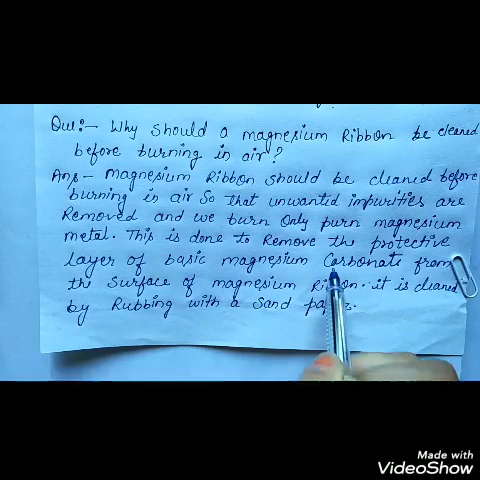 Que:- Why should a magnesium Ribbon be cleaned
before burning in air?
Ans- Magnesium Ribbon should be cleaned before
burning in air So that unwanted impurities are
Removed and we burn Only purn magnesium
metal. This is done to Remove the protective
layer of basic magnesium Carbonate from
the Surface of magnesium Ribbon. it is cleaned
by Rubbing with a Sand
Made with
VideoShow